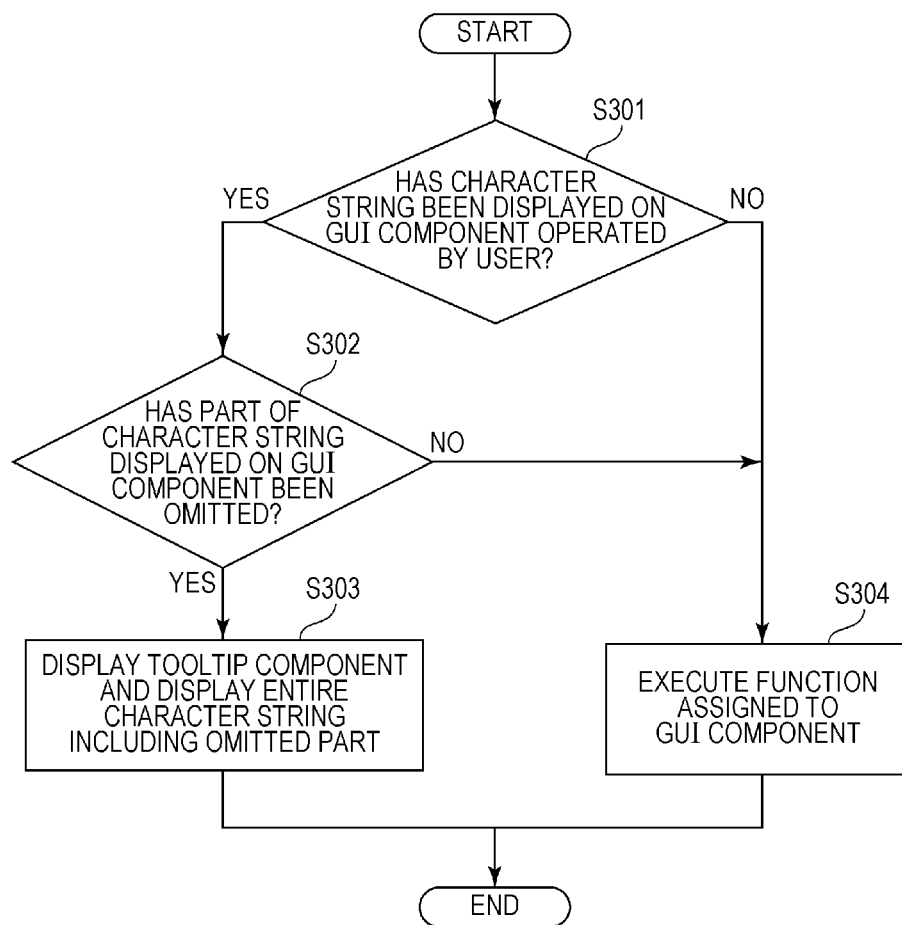 START
S301
HAS CHARACTER
STRING BEEN DISPLAYED ON
GUI COMPONENT OPERATED
BY USER?
YES
NO
S302
HAS PART OF
CHARACTER STRING
DISPLAYED ON GUI
COMPONENT BEEN
OMITTED?
NO
YES
S303
DISPLAY TOOLTIP COMPONENT
AND DISPLAY ENTIRE
CHARACTER STRING
INCLUDING OMITTED PART
S304
EXECUTE FUNCTION
ASSIGNED TO
GUI COMPONENT
END